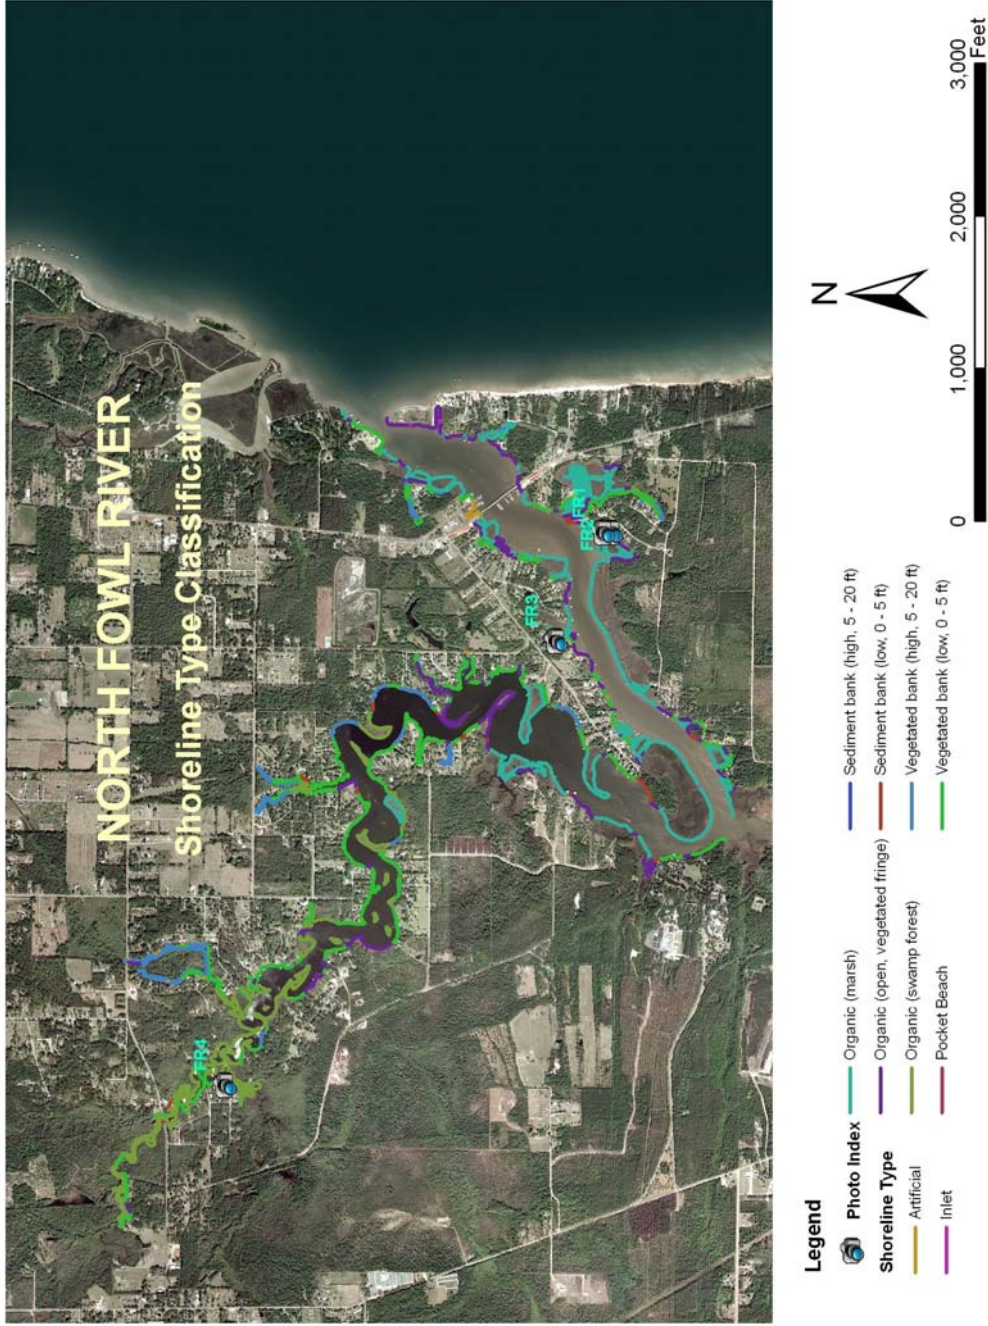 NORTH FOWL RIVER
Shoreline Type Classification
FR4
FR3
FR2
FR1
Legend
Photo Index
Shoreline Type
Artificial
Inlet
Organic (marsh)
Organic (open, vegetated fringe)
Organic (swamp forest)
Pocket Beach
Sediment bank (high, 5 - 20 ft)
Sediment bank (low, 0 - 5 ft)
Vegetated bank (high, 5 - 20 ft)
Vegetated bank (low, 0 - 5 ft)
N
0 1,000 2,000 3,000
Feet